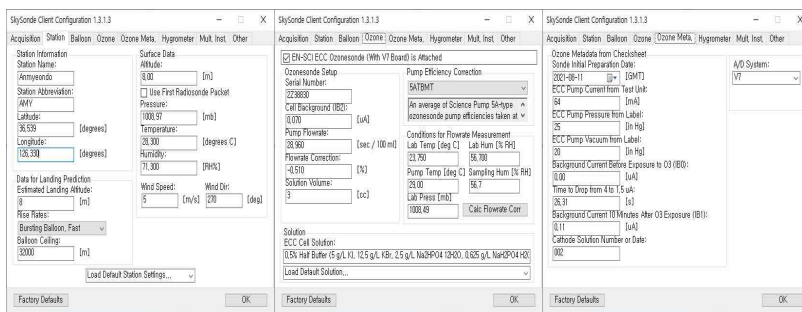 SkySonde Client Configuration 1.3.1.3
Acquisition Station Balloon Ozone Ozone Meta, Hygrometer Mult, Inst, Other
Station Information
Station Name:
Anmyeondo
Station Abbreviation:
AMY
Latitude:
36,539 [degrees]
Longitude:
126,330 [degrees]
Data for Landing Prediction
Estimated Landing Altitude:
8 [m]
Rise Rates:
Bursting Balloon, Fast
Balloon Ceiling:
32000 [m]
Surface Data
Altitude:
8,00 [m]
Use First Radiosonde Packet
Pressure:
1008,97 [mb]
Temperature:
28,300 [degrees C]
Humidity:
71,300 [RH%]
Wind Speed: Wind Dir:
5 [m/s] 270 [deg]
Load Default Station Settings,,,
Factory Defaults OK
SkySonde Client Configuration 1.3.1.3
Acquisition Station Balloon Ozone Ozone Meta, Hygrometer Mult, Inst, Other
EN-SCI ECC Ozonesonde (With V7 Board) is Attached
Ozonesonde Setup
Serial Number:
2Z38830
Cell Background (IB2):
0,070 [uA]
Pump Flowrate:
28,960 [sec / 100 ml]
Flowrate Correction:
-0,510 [%]
Solution Volume:
3 [cc]
Pump Efficiency Correction
5ATBMT
An average of Science Pump 5A-type
ozonesonde pump efficiencies taken at
Conditions for Flowrate Measurement
Lab Temp [deg C] Lab Hum [% RH]
23,750 56,700
Pump Temp [deg C] Sampling Hum [% RH]
29,00 56,7
Lab Press [mb]
1008,49 Calc Flowrate Corr
Solution
ECC Cell Solution:
0,5% Half Buffer (5 g/L KI, 12,5 g/L KBr, 2,5 g/L Na2HPO4 12H2O, 0,625 g/L NaH2PO4 H2O
Load Default Solution,,,
Factory Defaults OK
SkySonde Client Configuration 1.3.1.3
Acquisition Station Balloon Ozone Ozone Meta, Hygrometer Mult, Inst, Other
Ozone Metadata from Checksheet
Sonde Initial Preparation Date:
2021-08-11 [GMT]
ECC Pump Current from Test Unit:
64 [mA]
ECC Pump Pressure from Label:
25 [in Hg]
ECC Pump Vacuum from Label:
20 [in Hg]
Background Current Before Exposure to O3 (IB0):
0,00 [uA]
Time to Drop from 4 to 1,5 uA:
26,31 [s]
Background Current 10 Minutes After O3 Exposure (IB1):
0,11 [uA]
Cathode Solution Number or Date:
002
A/D System:
V7
Factory Defaults OK